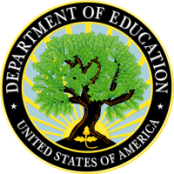 DEPARTMENT OF EDUCATION
UNITED STATES OF AMERICA